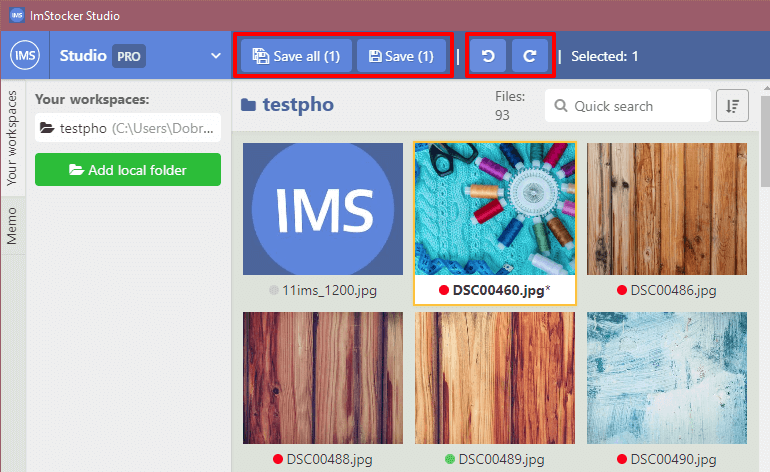 ImStocker Studio
IMS Studio PRO
Save all (1) Save (1) | | Selected: 1
Your workspaces
Memo
Your workspaces:
testpho (C:\Users\Dobr...
Add local folder
testpho
Files:
93
Quick search
IMS
11ims_1200.jpg
DSC00460.jpg*
DSC00486.jpg
DSC00488.jpg
DSC00489.jpg
DSC00490.jpg